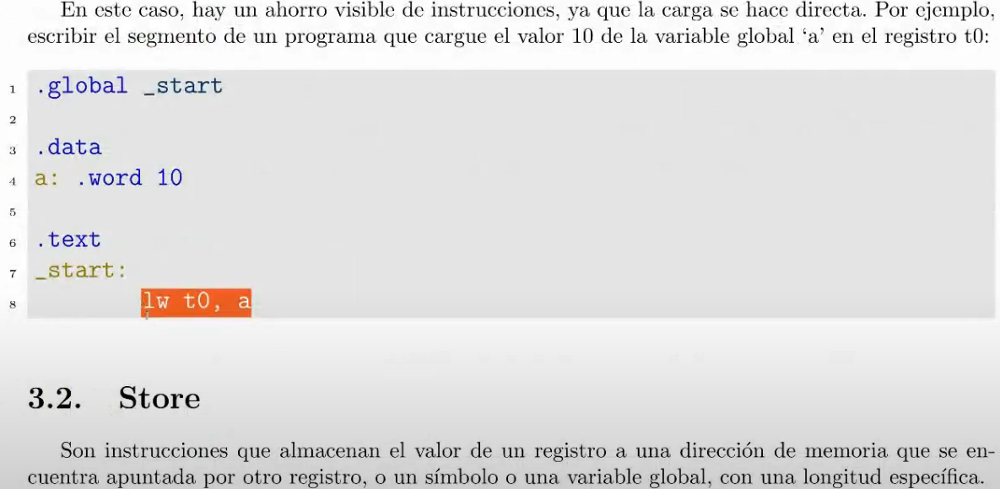 En este caso, hay un ahorro visible de instrucciones, ya que la carga se hace directa. Por ejemplo,
escribir el segmento de un programa que cargue el valor 10 de la variable global ‘a’ en el registro t0:
1 .global _start
2
3 .data
4 a: .word 10
5
6 .text
7 _start:
8 lw t0, a
3.2. Store
Son instrucciones que almacenan el valor de un registro a una dirección de memoria que se en-
cuentra apuntada por otro registro, o un símbolo o una variable global, con una longitud específica.